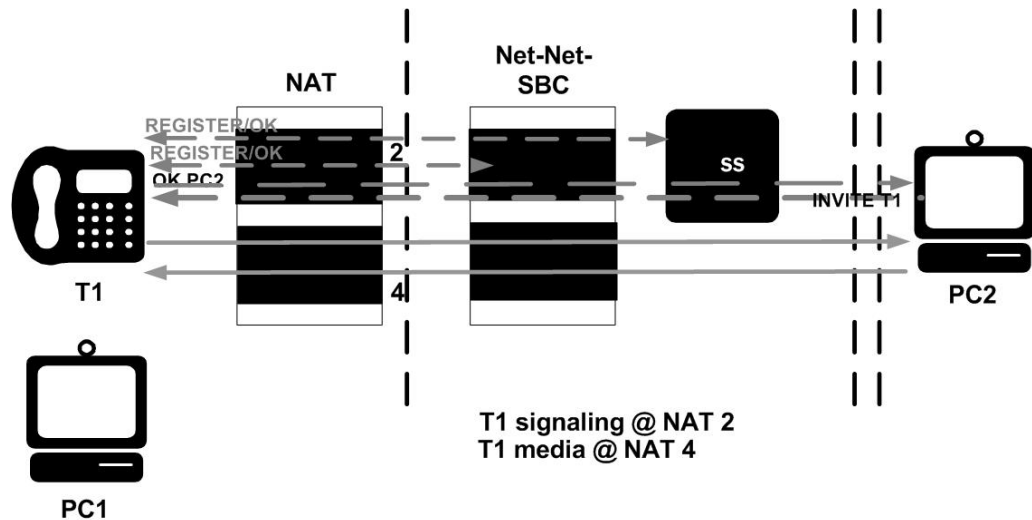 Net-Net-
SBC
NAT
REGISTER/OK
REGISTER/OK
2
OK PC2
SS
INVITE T1
T1
4
PC2
T1 signaling @ NAT 2
T1 media @ NAT 4
PC1